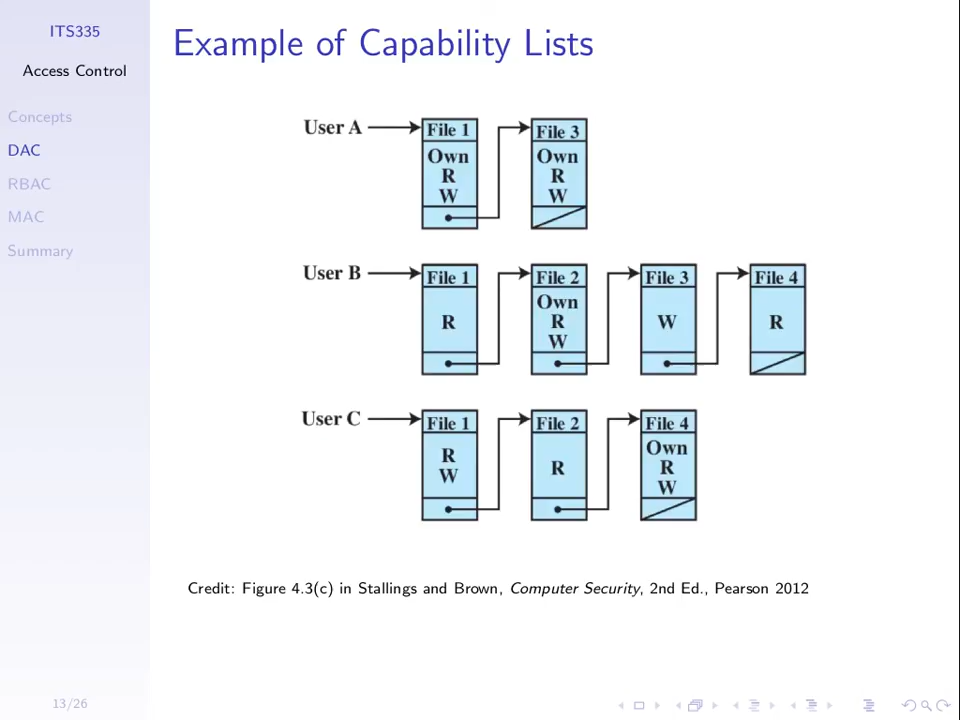 ITS335
Access Control
Concepts
DAC
RBAC
MAC
Summary
Example of Capability Lists
User A
File 1
Own
R
W
File 3
Own
R
W
User B
File 1
R
File 2
Own
R
W
File 3
W
File 4
R
User C
File 1
R
W
File 2
R
File 4
Own
R
W
Credit: Figure 4.3(c) in Stallings and Brown, Computer Security, 2nd Ed., Pearson 2012
13/26